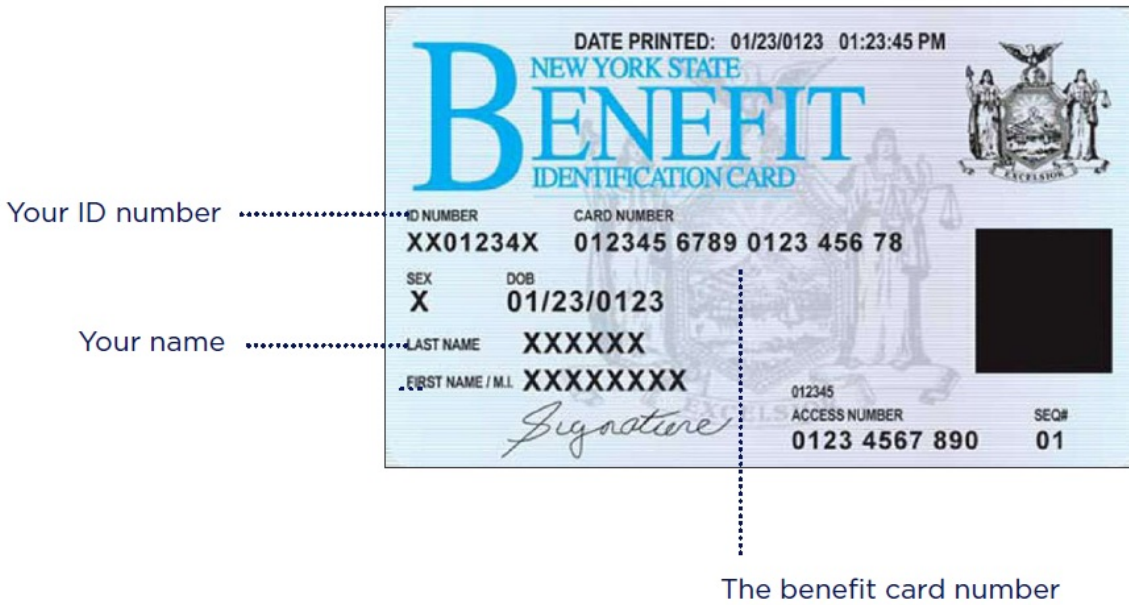 DATE PRINTED: 01/23/0123 01:23:45 PM
NEW YORK STATE
BENEFIT
IDENTIFICATION CARD
EXCELSIOR
Your ID number
ID NUMBER CARD NUMBER
XX01234X 012345 6789 0123 456 78
SEX DOB
X 01/23/0123
Your name
LAST NAME XXXXXX
FIRST NAME / M.I. XXXXXXXX
Signature
EXCELSIOR
012345
ACCESS NUMBER SEQ#
0123 4567 890 01
The benefit card number